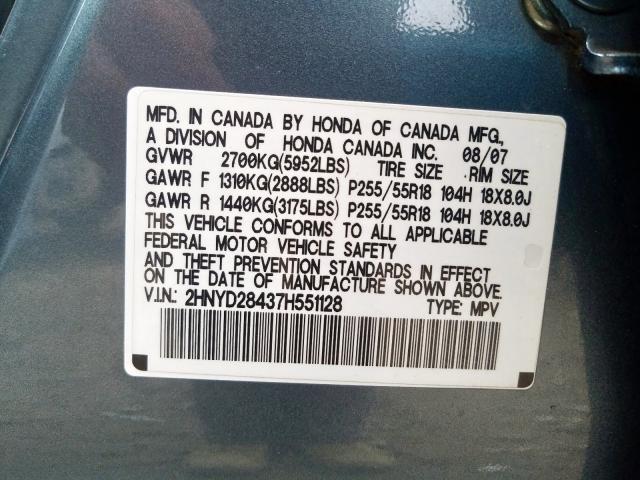 MFD. IN CANADA BY HONDA OF CANADA MFG.,
A DIVISION OF HONDA CANADA INC. 08/07
GVWR 2700KG(5952LBS) TIRE SIZE RIM SIZE
GAWR F 1310KG(2888LBS) P255/55R18 104H 18X8.0J
GAWR R 1440KG(3175LBS) P255/55R18 104H 18X8.0J
THIS VEHICLE CONFORMS TO ALL APPLICABLE
FEDERAL MOTOR VEHICLE SAFETY
AND THEFT PREVENTION STANDARDS IN EFFECT
ON THE DATE OF MANUFACTURE SHOWN ABOVE.
V.I.N.: 2HNYD28437H551128 TYPE: MPV